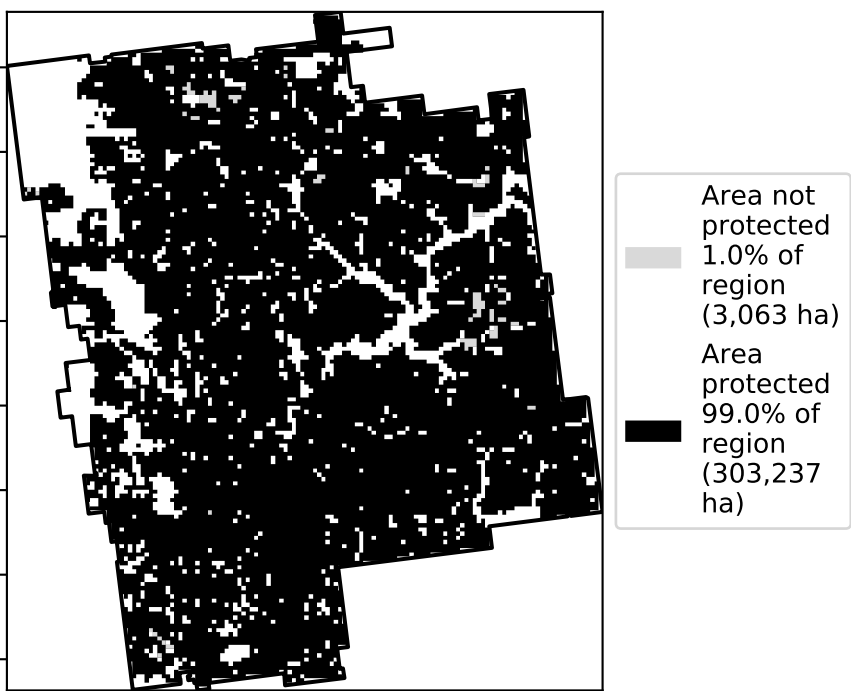 Area not
protected
1.0% of
region
(3,063 ha)
Area
protected
99.0% of
region
(303,237
ha)